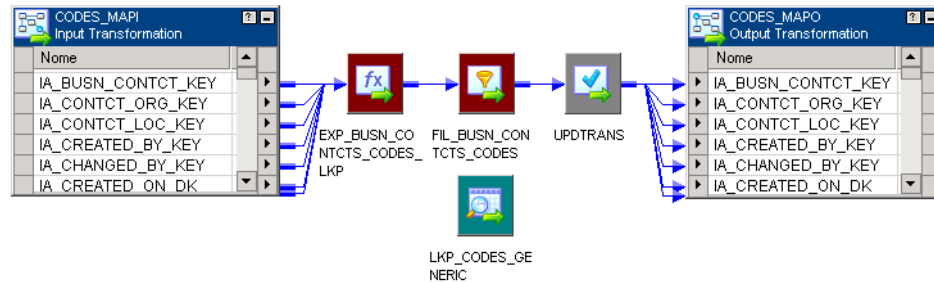 CODES_MAPI
Input Transformation
Nome
IA_BUSN_CONTCT_KEY
IA_CONTCT_ORG_KEY
IA_CONTCT_LOC_KEY
IA_CREATED_BY_KEY
IA_CHANGED_BY_KEY
IA_CREATED_ON_DK
fx
EXP_BUSN_CO
NTCTS_CODES_
LKP
FIL_BUSN_CON
TCTS_CODES
UPDTRANS
LKP_CODES_GE
NERIC
CODES_MAPO
Output Transformation
Nome
IA_BUSN_CONTCT_KEY
IA_CONTCT_ORG_KEY
IA_CONTCT_LOC_KEY
IA_CREATED_BY_KEY
IA_CHANGED_BY_KEY
IA_CREATED_ON_DK